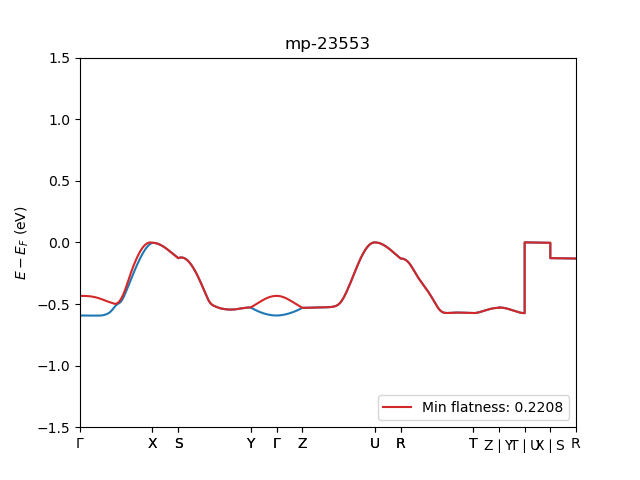 mp-23553
E − E_F (eV)
1.5
1.0
0.5
0.0
−0.5
−1.0
−1.5
Min flatness: 0.2208
Γ X S Y Γ Z U R T Z | Y T | U X | S R